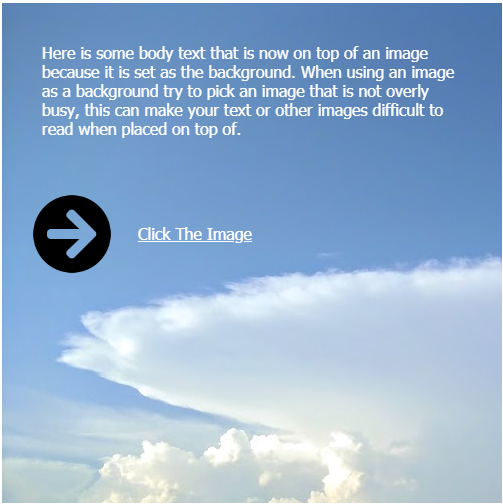 Here is some body text that is now on top of an image
because it is set as the background. When using an image
as a background try to pick an image that is not overly
busy, this can make your text or other images difficult to
read when placed on top of.
Click The Image